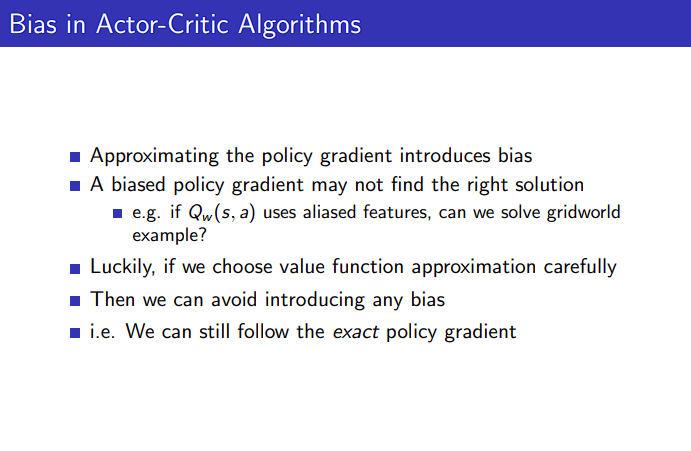 Bias in Actor-Critic Algorithms
Approximating the policy gradient introduces bias
A biased policy gradient may not find the right solution
e.g. if Qw(s, a) uses aliased features, can we solve gridworld
example?
Luckily, if we choose value function approximation carefully
Then we can avoid introducing any bias
i.e. We can still follow the exact policy gradient